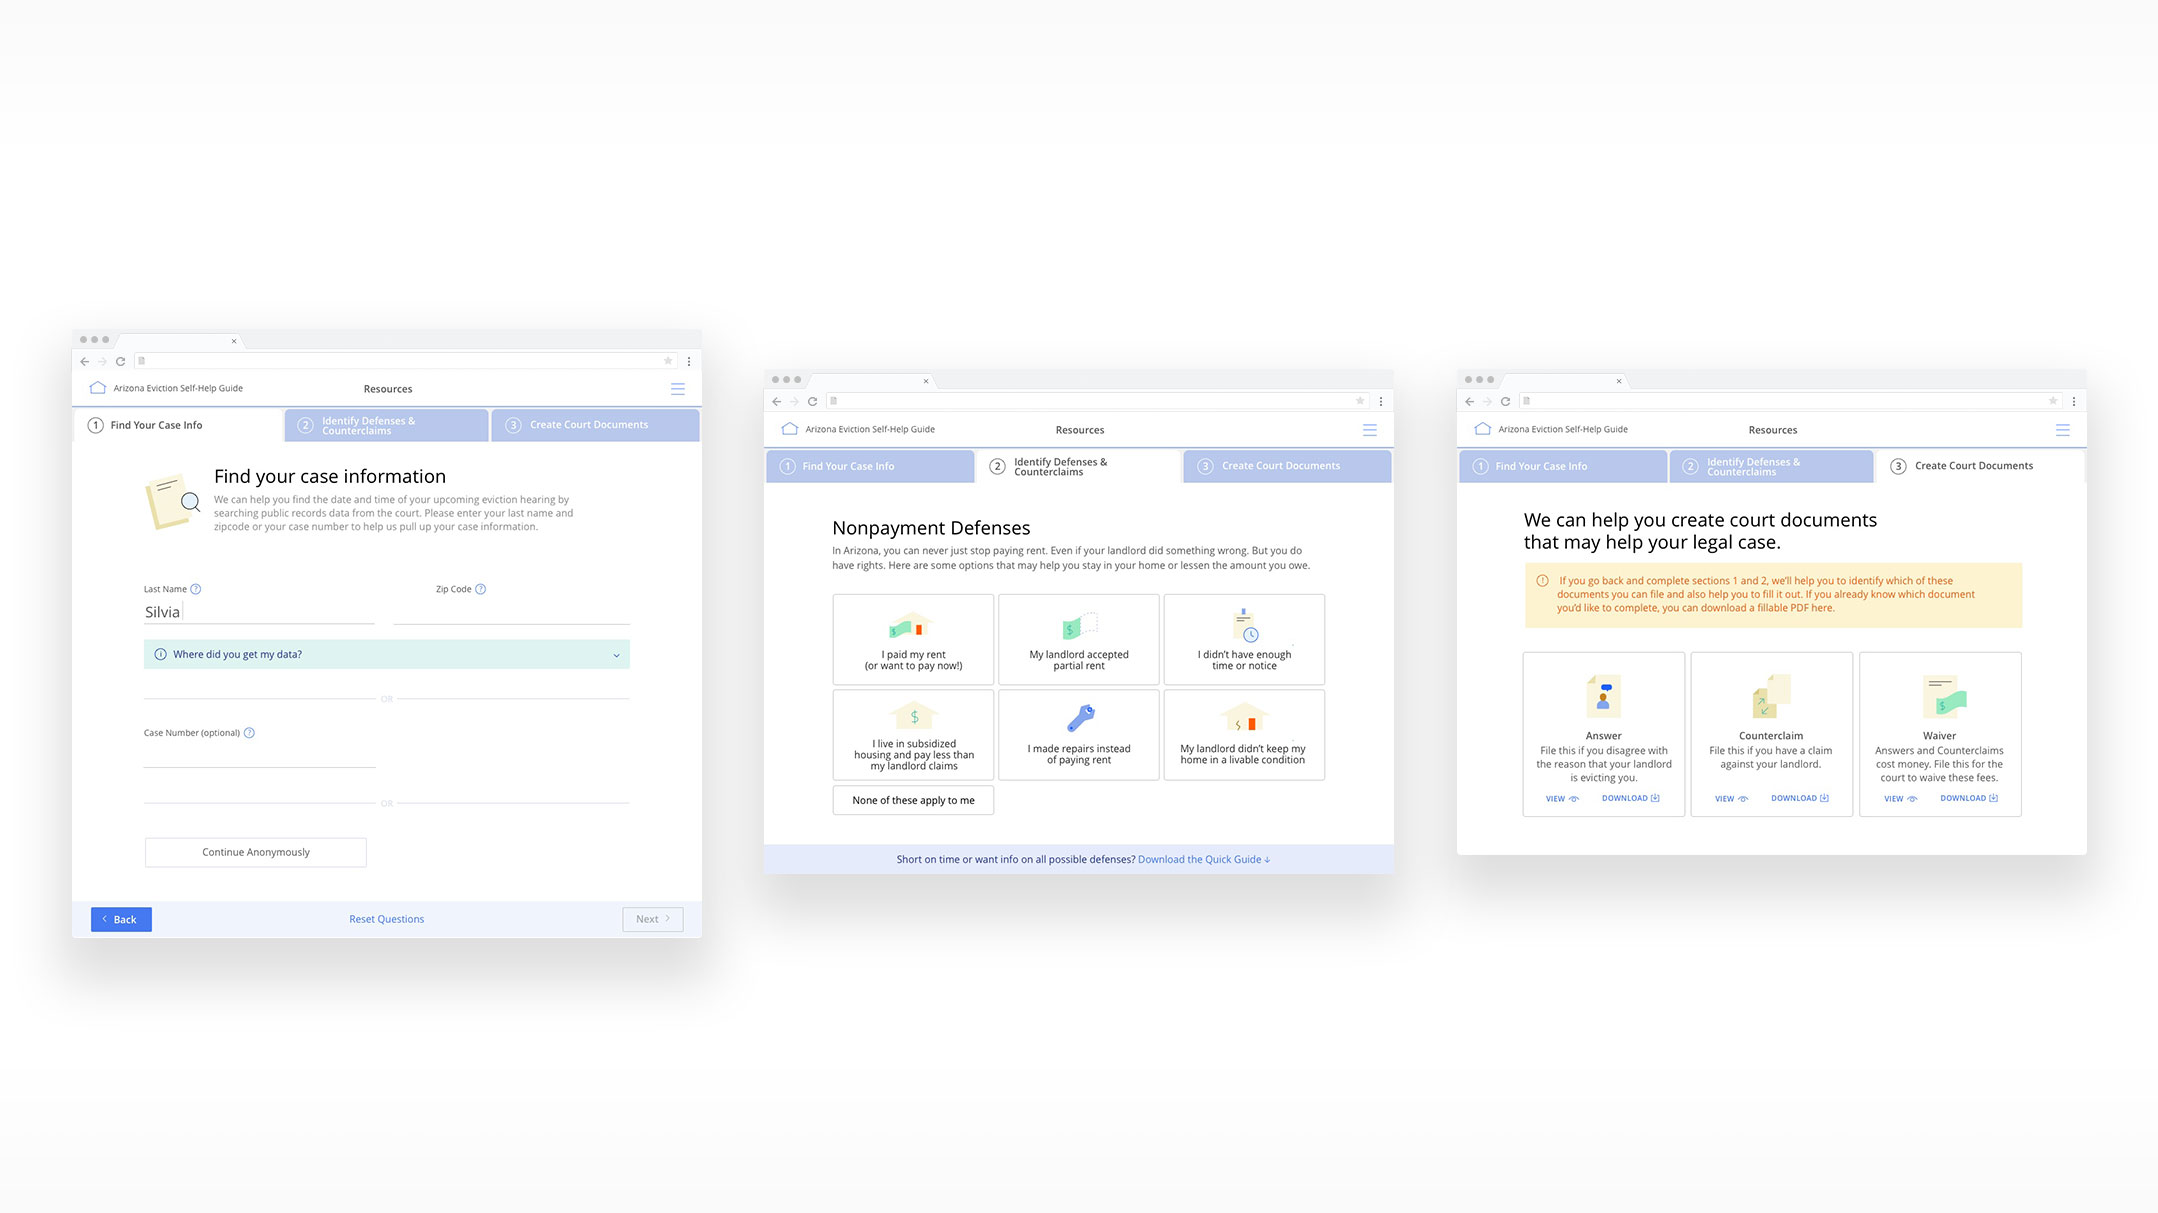 Arizona Eviction Self-Help Guide
Resources
1 Find Your Case Info
2 Identify Defenses &
Counterclaims
3 Create Court Documents
Find your case information
We can help you find the date and time of your upcoming eviction hearing by
searching public records data from the court. Please enter your last name and
zipcode or your case number to help us pull up your case information.
Last Name ?
Zip Code ?
Silvia
Where did you get my data?
OR
Case Number (optional) ?
OR
Continue Anonymously
Back
Reset Questions
Next
Arizona Eviction Self-Help Guide
Resources
1 Find Your Case Info
2 Identify Defenses &
Counterclaims
3 Create Court Documents
Nonpayment Defenses
In Arizona, you can never just stop paying rent. Even if your landlord did something wrong. But you do
have rights. Here are some options that may help you stay in your home or lessen the amount you owe.
$
I paid my rent
(or want to pay now!)
$
My landlord accepted
partial rent
I didn't have enough
time or notice
$
I live in subsidized
housing and pay less than
my landlord claims
I made repairs instead
of paying rent
My landlord didn't keep my
home in a livable condition
None of these apply to me
Short on time or want info on all possible defenses? Download the Quick Guide ↓
Arizona Eviction Self-Help Guide
Resources
1 Find Your Case Info
2 Identify Defenses &
Counterclaims
3 Create Court Documents
We can help you create court documents
that may help your legal case.
If you go back and complete sections 1 and 2, we'll help you to identify which of these
documents you can file and also help you to fill it out. If you already know which document
you'd like to complete, you can download a fillable PDF here.
Answer
File this if you disagree with
the reason that your landlord
is evicting you.
VIEW DOWNLOAD
Counterclaim
File this if you have a claim
against your landlord.
VIEW DOWNLOAD
$
Waiver
Answers and Counterclaims
cost money. File this for the
court to waive these fees.
VIEW DOWNLOAD